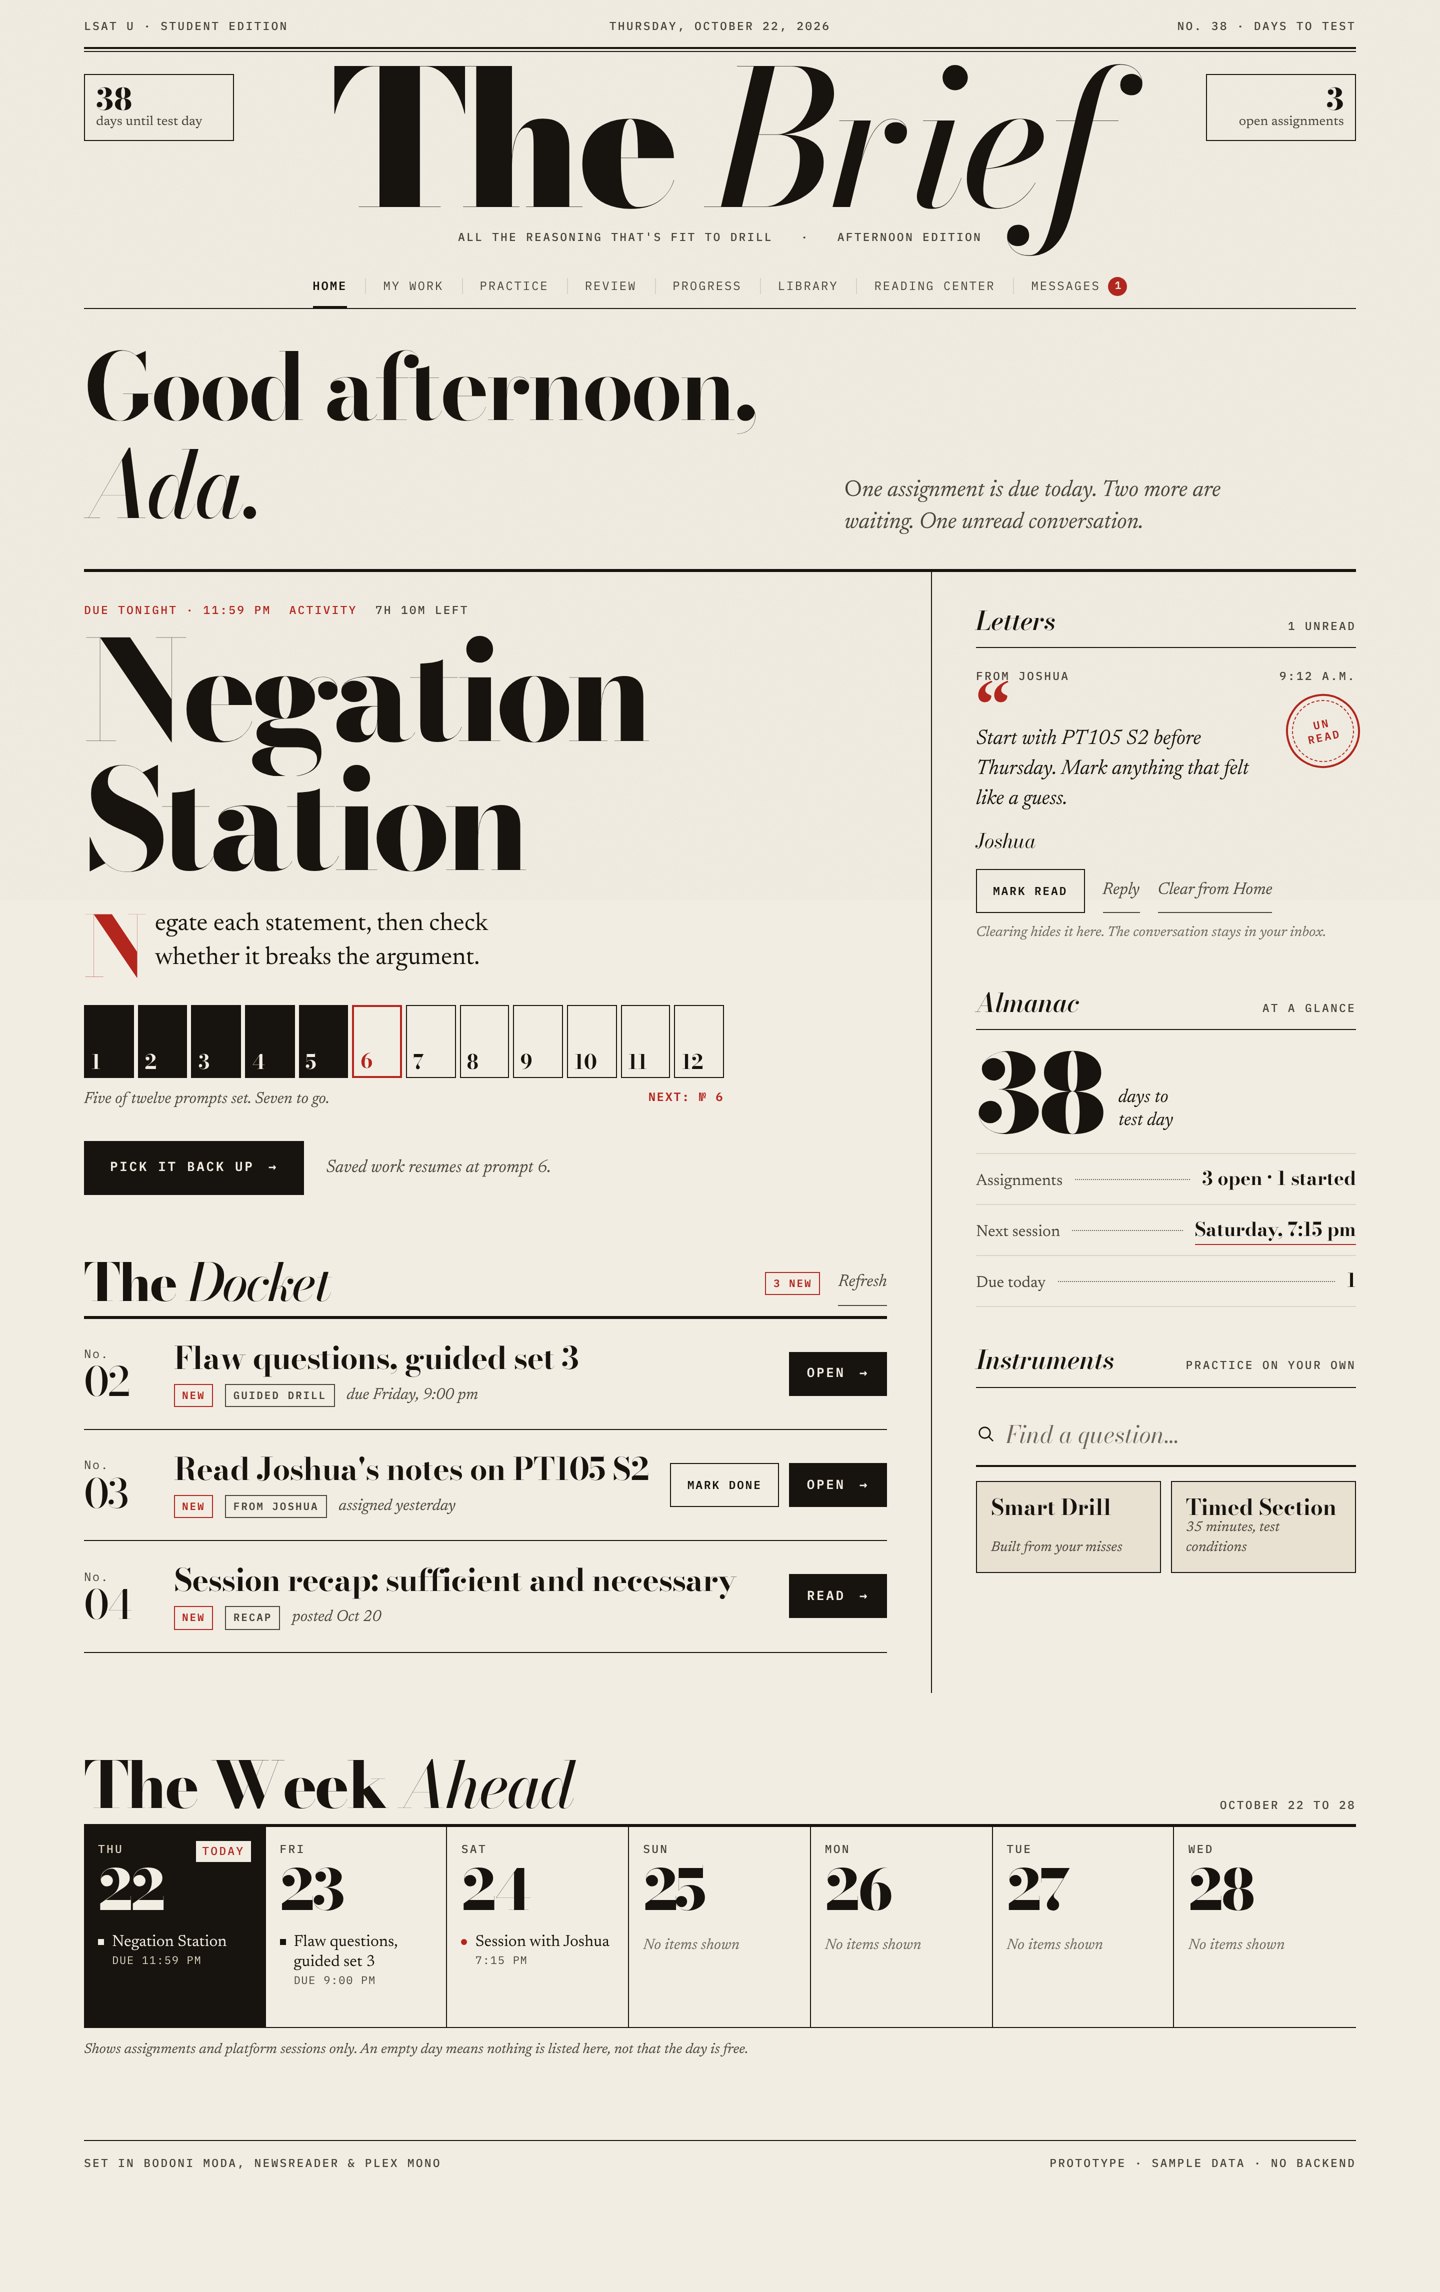 LSAT U · STUDENT EDITION
THURSDAY, OCTOBER 22, 2026
NO. 38 · DAYS TO TEST
38
days until test day
The Brief
3
open assignments
ALL THE REASONING THAT'S FIT TO DRILL · AFTERNOON EDITION
HOME
MY WORK
PRACTICE
REVIEW
PROGRESS
LIBRARY
READING CENTER
MESSAGES 1
Good afternoon,
Ada.
One assignment is due today. Two more are
waiting. One unread conversation.
DUE TONIGHT · 11:59 PM ACTIVITY 7H 10M LEFT
Negation
Station
Negate each statement, then check
whether it breaks the argument.
1 2 3 4 5 6 7 8 9 10 11 12
Five of twelve prompts set. Seven to go.
NEXT: № 6
PICK IT BACK UP →
Saved work resumes at prompt 6.
The Docket
3 NEW
Refresh
No.
02
Flaw questions, guided set 3
NEW GUIDED DRILL due Friday, 9:00 pm
OPEN →
No.
03
Read Joshua's notes on PT105 S2
NEW FROM JOSHUA assigned yesterday
MARK DONE
OPEN →
No.
04
Session recap: sufficient and necessary
NEW RECAP posted Oct 20
READ →
Letters
1 UNREAD
FROM JOSHUA
9:12 A.M.
“
UN
READ
Start with PT105 S2 before
Thursday. Mark anything that felt
like a guess.
Joshua
MARK READ
Reply
Clear from Home
Clearing hides it here. The conversation stays in your inbox.
Almanac
AT A GLANCE
38
days to
test day
Assignments
3 open · 1 started
Next session
Saturday, 7:15 pm
Due today
1
Instruments
PRACTICE ON YOUR OWN
Find a question...
Smart Drill
Built from your misses
Timed Section
35 minutes, test
conditions
The Week Ahead
OCTOBER 22 TO 28
THU
TODAY
22
Negation Station
DUE 11:59 PM
FRI
23
Flaw questions,
guided set 3
DUE 9:00 PM
SAT
24
Session with Joshua
7:15 PM
SUN
25
No items shown
MON
26
No items shown
TUE
27
No items shown
WED
28
No items shown
Shows assignments and platform sessions only. An empty day means nothing is listed here, not that the day is free.
SET IN BODONI MODA, NEWSREADER & PLEX MONO
PROTOTYPE · SAMPLE DATA · NO BACKEND